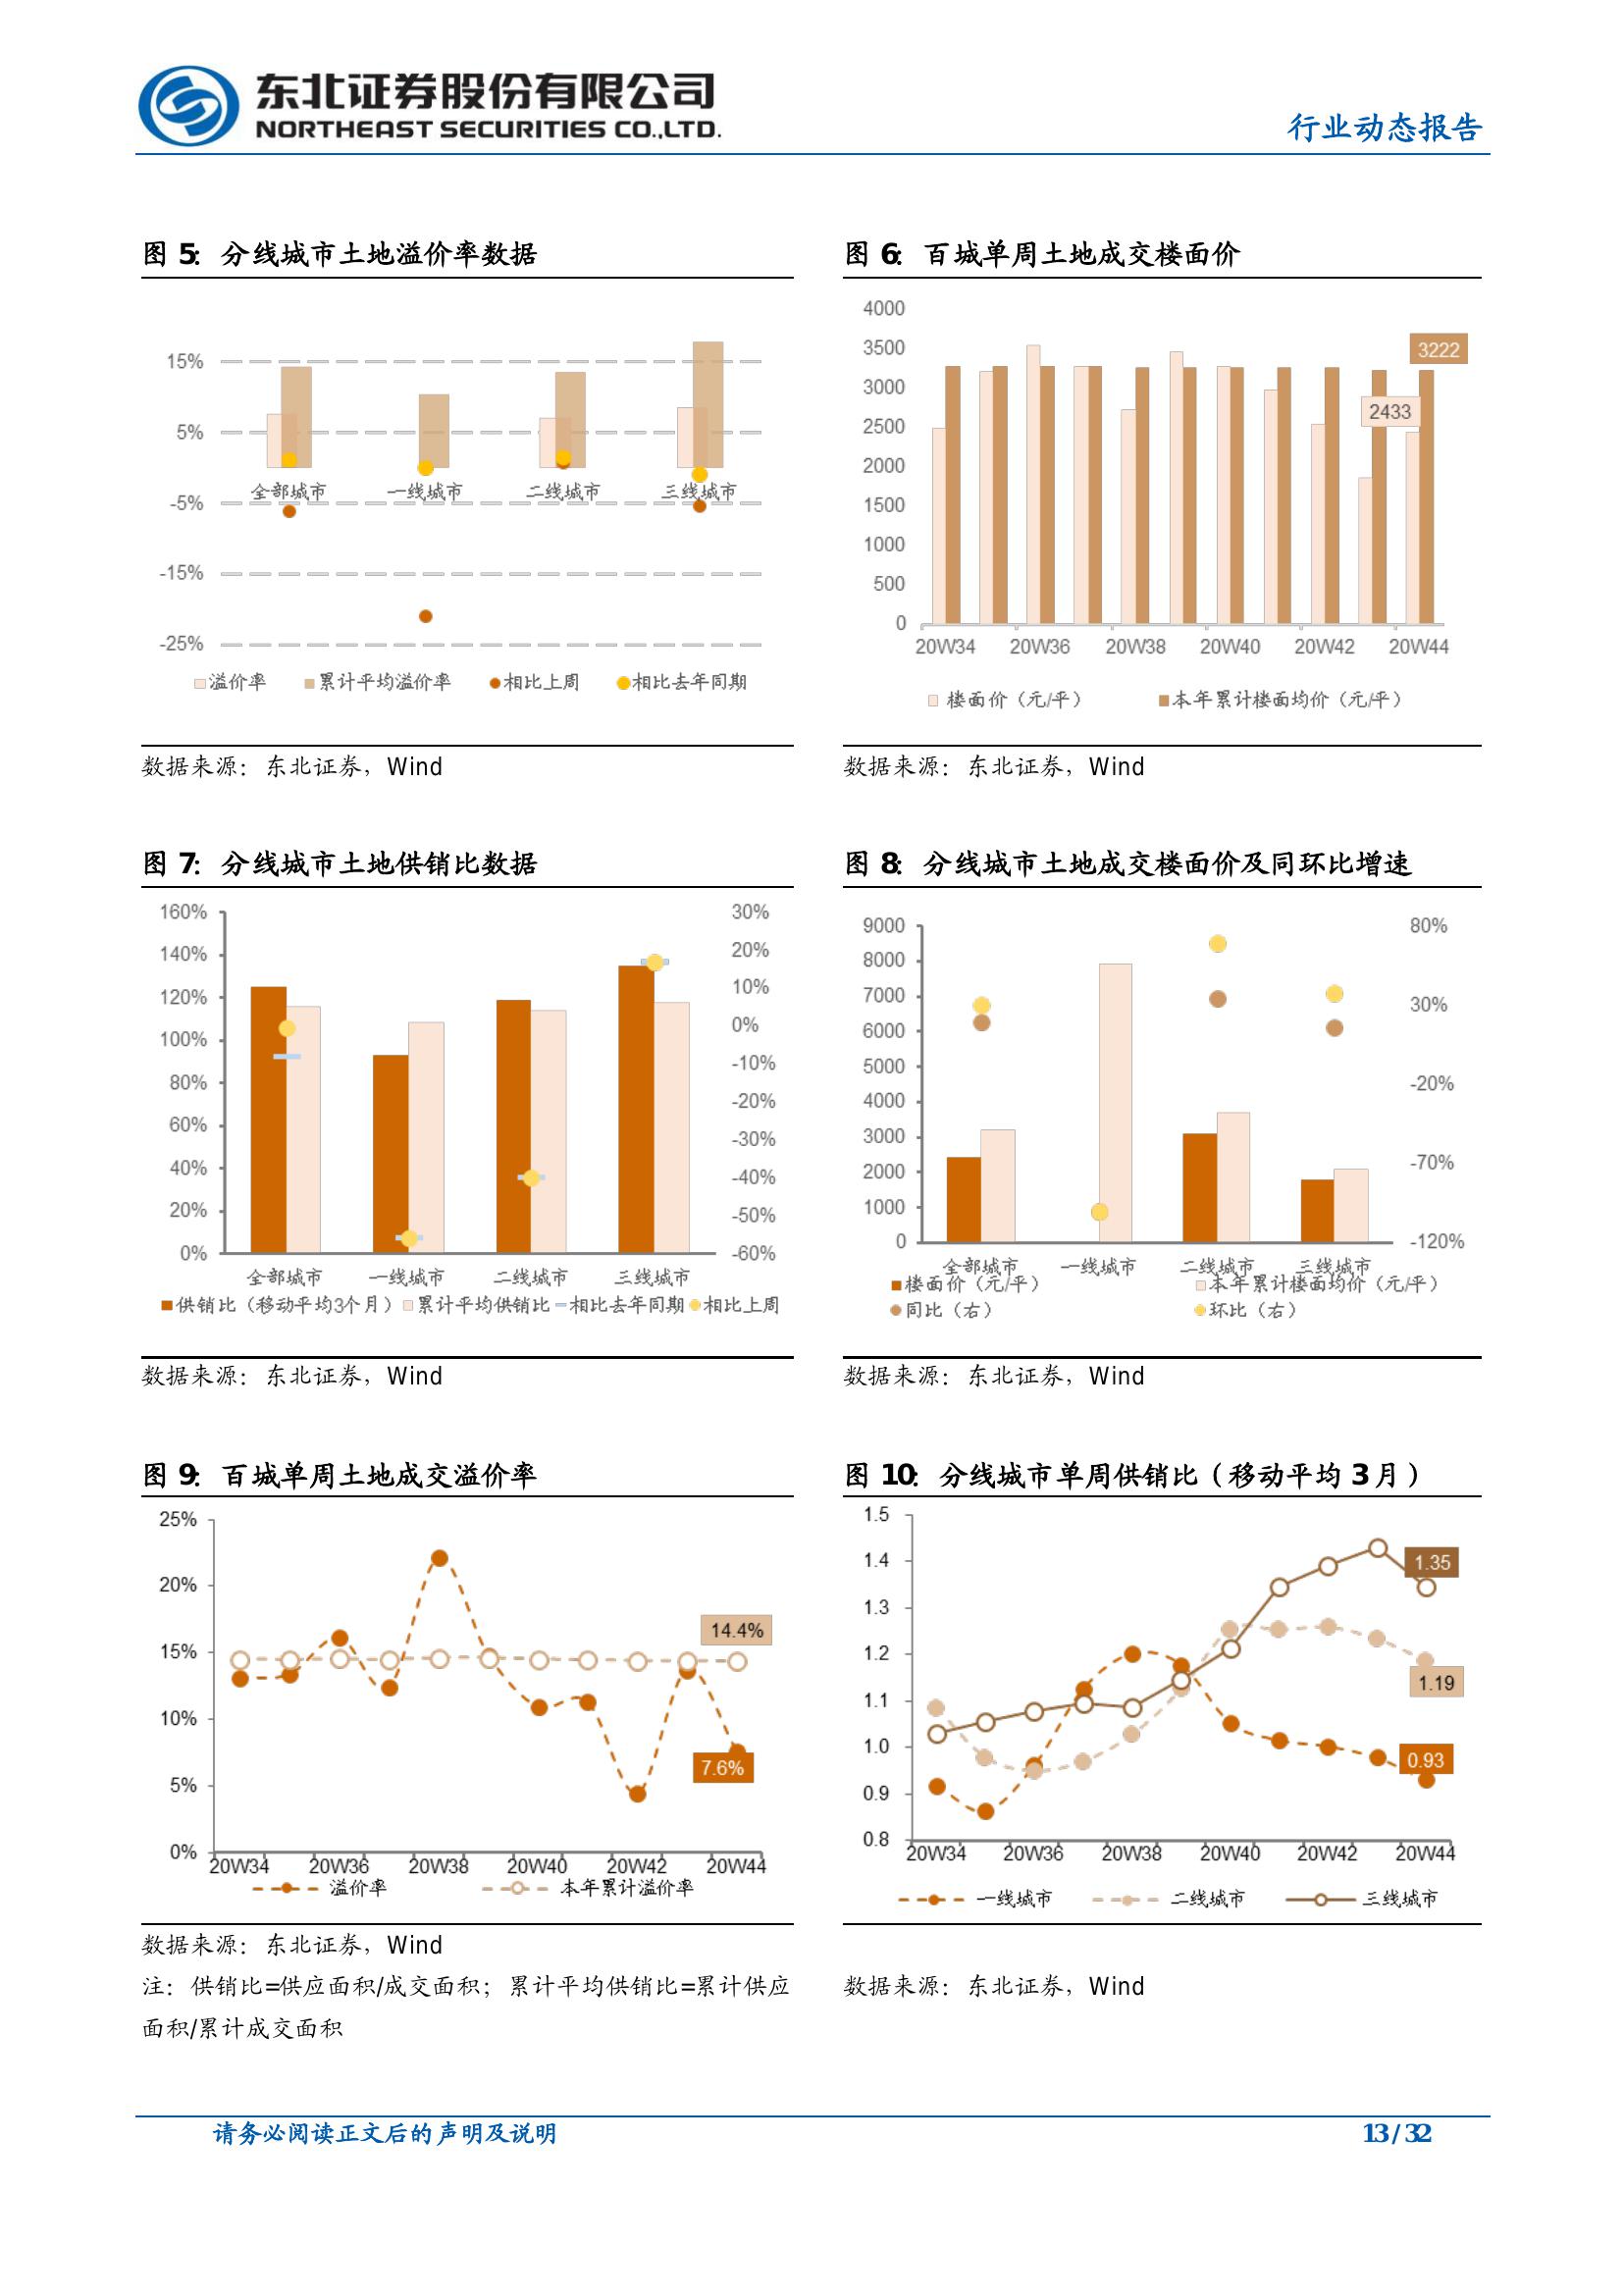 东北证券股份有限公司
NORTHEAST SECURITIES CO.,LTD.
行业动态报告
图 5: 分线城市土地溢价率数据
15%
5%
-5%
-15%
-25%
全部城市 一线城市 二线城市 三线城市
溢价率 累计平均溢价率 相比上周 相比去年同期
数据来源：东北证券，Wind
图 6: 百城单周土地成交楼面价
4000
3500
3000
2500
2000
1500
1000
500
0
3222
2433
20W34 20W36 20W38 20W40 20W42 20W44
楼面价（元/平） 本年累计楼面均价（元/平）
数据来源：东北证券，Wind
图 7: 分线城市土地供销比数据
160%
140%
120%
100%
80%
60%
40%
20%
0%
30%
20%
10%
0%
-10%
-20%
-30%
-40%
-50%
-60%
全部城市 一线城市 二线城市 三线城市
供销比（移动平均3个月） 累计平均供销比 相比去年同期 相比上周
数据来源：东北证券，Wind
图 8: 分线城市土地成交楼面价及同环比增速
9000
8000
7000
6000
5000
4000
3000
2000
1000
0
80%
30%
-20%
-70%
-120%
全部城市 一线城市 二线城市 三线城市
楼面价（元/平） 本年累计楼面均价（元/平）
同比（右） 环比（右）
数据来源：东北证券，Wind
图 9: 百城单周土地成交溢价率
25%
20%
15%
10%
5%
0%
14.4%
7.6%
20W34 20W36 20W38 20W40 20W42 20W44
溢价率 本年累计溢价率
数据来源：东北证券，Wind
注：供销比=供应面积/成交面积；累计平均供销比=累计供应
面积/累计成交面积
图 10: 分线城市单周供销比（移动平均 3 月）
1.5
1.4
1.3
1.2
1.1
1.0
0.9
0.8
1.35
1.19
0.93
20W34 20W36 20W38 20W40 20W42 20W44
一线城市 二线城市 三线城市
数据来源：东北证券，Wind
请务必阅读正文后的声明及说明
13 / 32